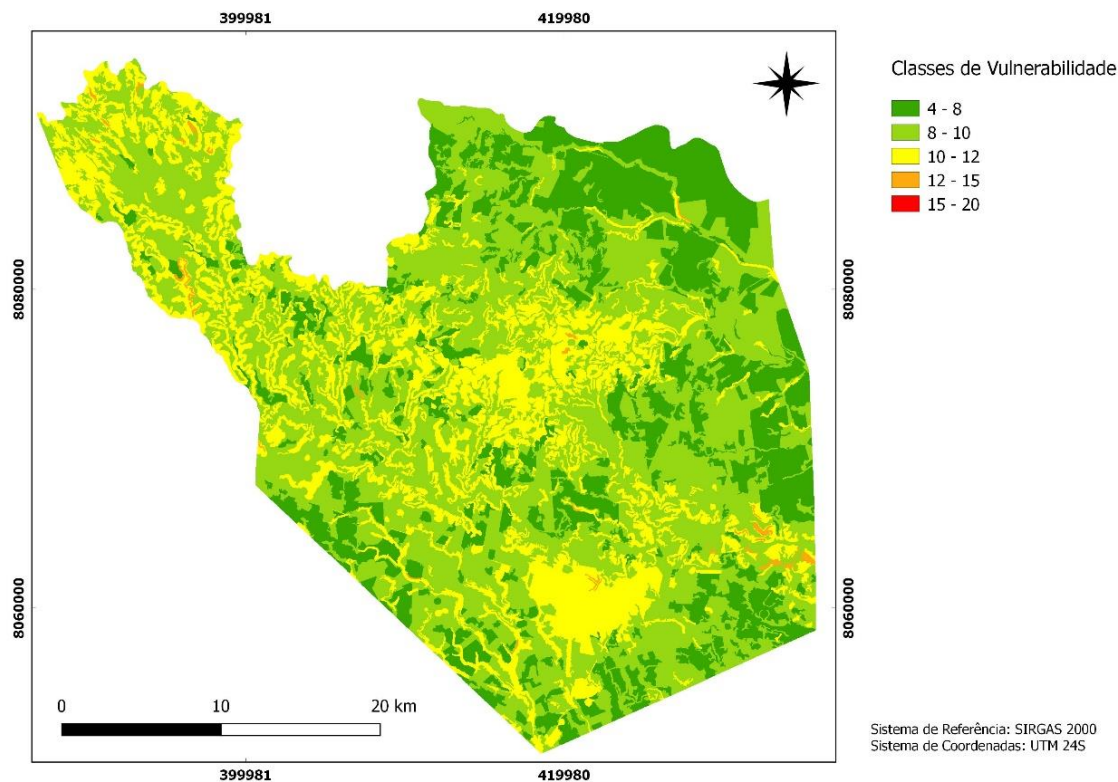 399981
419980
Classes de Vulnerabilidade
4 - 8
8 - 10
10 - 12
12 - 15
15 - 20
8080000
8080000
8060000
8060000
0
10
20 km
Sistema de Referência: SIRGAS 2000
Sistema de Coordenadas: UTM 24S
399981
419980